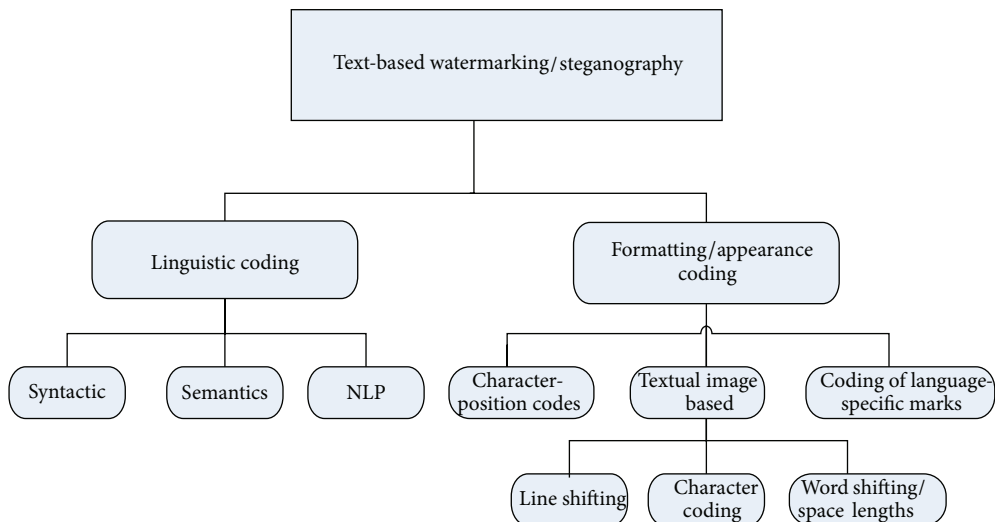 Text-based watermarking/steganography
Linguistic coding
Formatting/appearance
coding
Syntactic
Semantics
NLP
Character-
position codes
Textual image
based
Coding of language-
specific marks
Line shifting
Character
coding
Word shifting/
space lengths